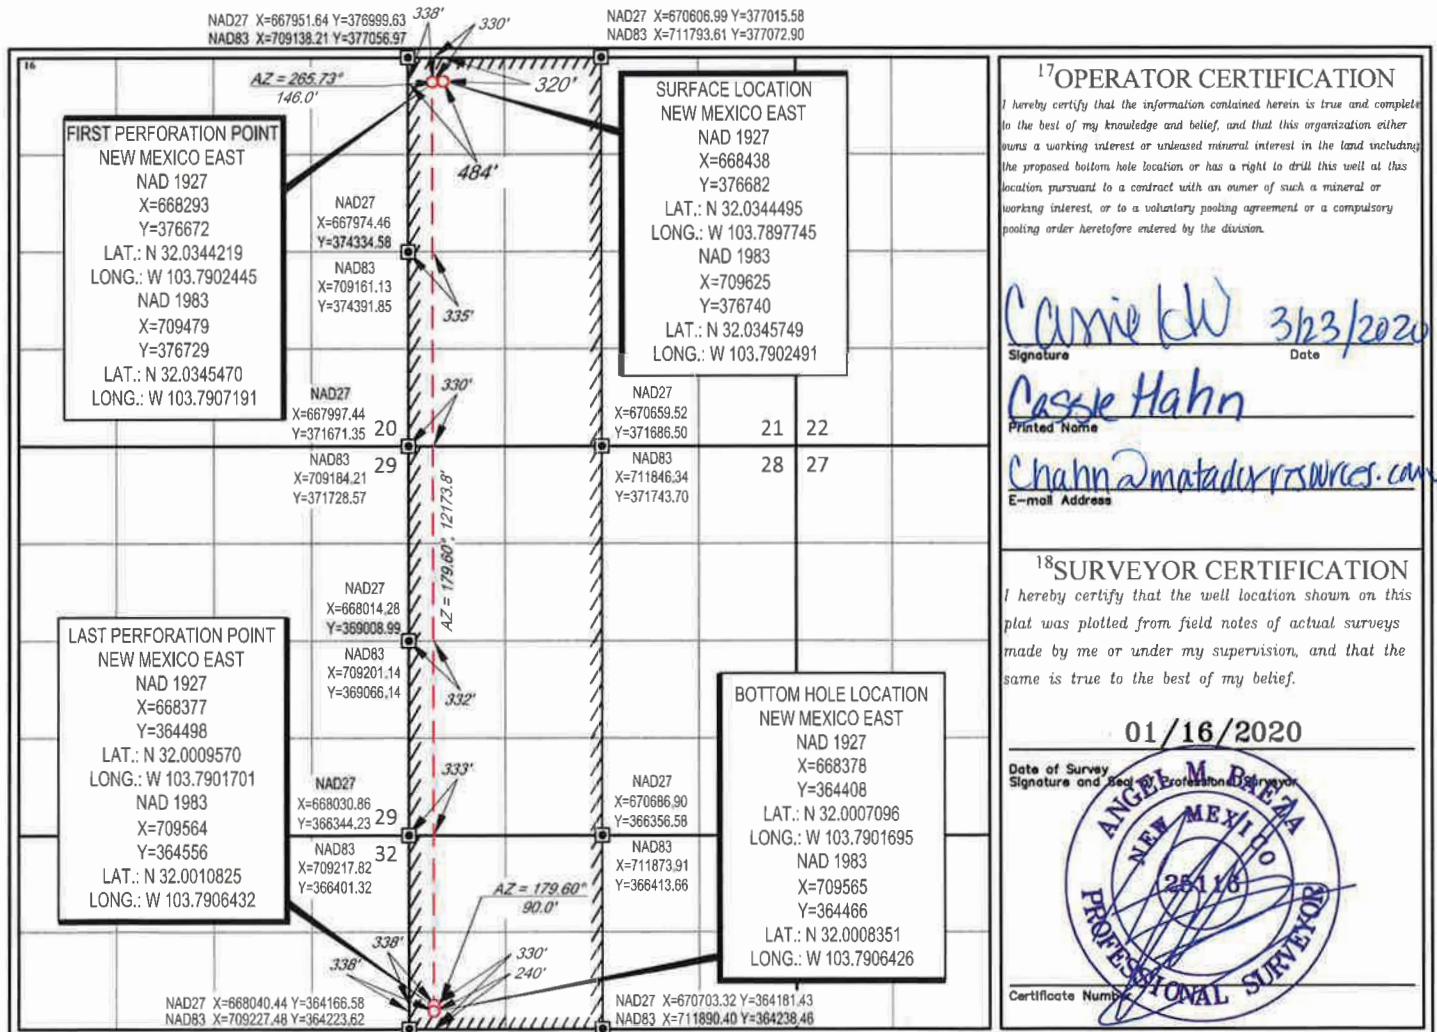 NAD27 X=667951.64 Y=376999.63
NAD83 X=709138.21 Y=377056.97
338'
330'
NAD27 X=670606.99 Y=377015.58
NAD83 X=711793.61 Y=377072.90
16
AZ = 265.73°
146.0'
320'
484'
FIRST PERFORATION POINT
NEW MEXICO EAST
NAD 1927
X=668293
Y=376672
LAT.: N 32.0344219
LONG.: W 103.7902445
NAD 1983
X=709479
Y=376729
LAT.: N 32.0345470
LONG.: W 103.7907191
SURFACE LOCATION
NEW MEXICO EAST
NAD 1927
X=668438
Y=376682
LAT.: N 32.0344495
LONG.: W 103.7897745
NAD 1983
X=709625
Y=376740
LAT.: N 32.0345749
LONG.: W 103.7902491
NAD27
X=667974.46
Y=374334.58
NAD83
X=709161.13
Y=374391.85
335'
330'
NAD27
X=667997.44
Y=371671.35
20
NAD83
X=709184.21
Y=371728.57
29
NAD27
X=670659.52
Y=371686.50
NAD83
X=711846.34
Y=371743.70
21 22
28 27
AZ = 179.60°, 12173.8'
NAD27
X=668014.28
Y=369008.99
NAD83
X=709201.14
Y=369066.14
332'
LAST PERFORATION POINT
NEW MEXICO EAST
NAD 1927
X=668377
Y=364498
LAT.: N 32.0009570
LONG.: W 103.7901701
NAD 1983
X=709564
Y=364556
LAT.: N 32.0010825
LONG.: W 103.7906432
BOTTOM HOLE LOCATION
NEW MEXICO EAST
NAD 1927
X=668378
Y=364408
LAT.: N 32.0007096
LONG.: W 103.7901695
NAD 1983
X=709565
Y=364466
LAT.: N 32.0008351
LONG.: W 103.7906426
333'
NAD27
X=668030.86
Y=366344.23
29
NAD83
X=709217.82
Y=366401.32
32
NAD27
X=670686.90
Y=366356.58
NAD83
X=711873.91
Y=366413.66
AZ = 179.60°
90.0'
338'
338'
330'
240'
NAD27 X=668040.44 Y=364166.58
NAD83 X=709227.48 Y=364223.62
NAD27 X=670703.32 Y=364181.43
NAD83 X=711890.40 Y=364238.46
17 OPERATOR CERTIFICATION
I hereby certify that the information contained herein is true and complete
to the best of my knowledge and belief, and that this organization either
owns a working interest or unleased mineral interest in the land including
the proposed bottom hole location or has a right to drill this well at this
location pursuant to a contract with an owner of such a mineral or
working interest, or to a voluntary pooling agreement or a compulsory
pooling order heretofore entered by the division.
3/23/2020
Signature Date
Cassie Hahn
Printed Name
Chahn@matadorresources.com
E-mail Address
18 SURVEYOR CERTIFICATION
I hereby certify that the well location shown on this
plat was plotted from field notes of actual surveys
made by me or under my supervision, and that the
same is true to the best of my belief.
01/16/2020
Date of Survey
Signature and Seal of Professional Surveyor
ANGEL M. BAEZA
NEW MEXICO
25116
PROFESSIONAL SURVEYOR
Certificate Number